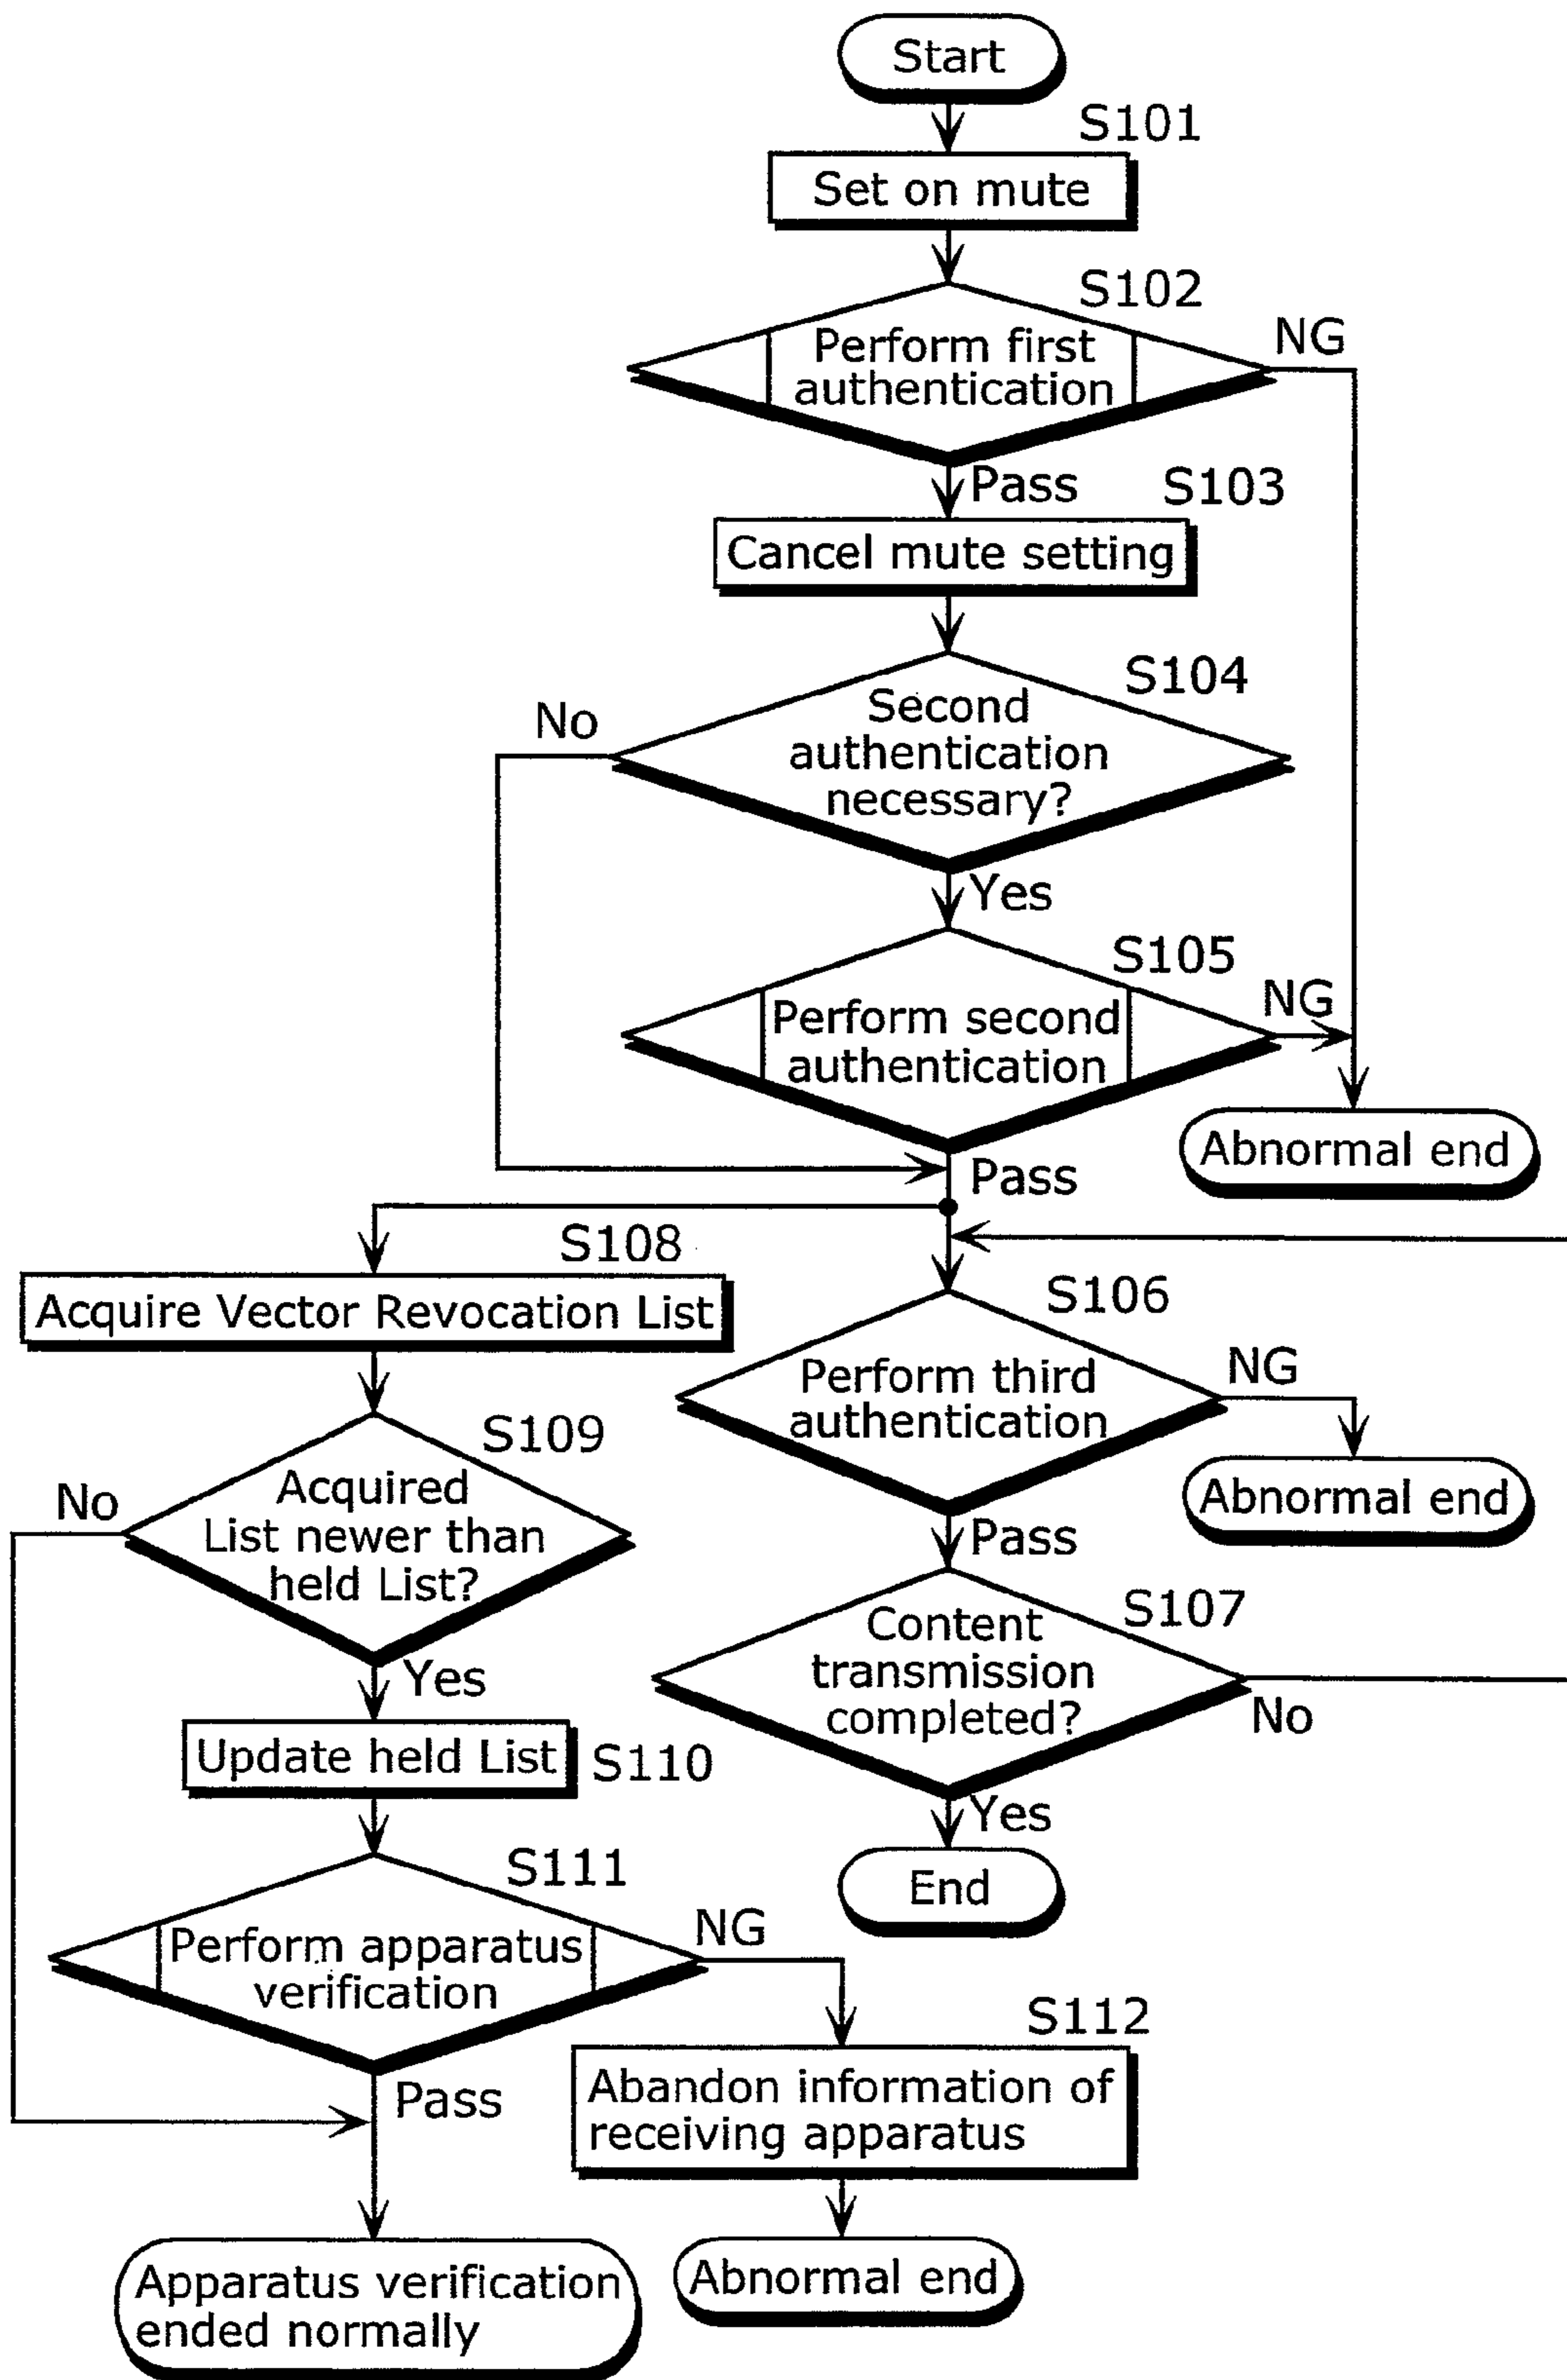 Start
S101
Set on mute
S102
Perform first
authentication
NG
Pass
S103
Cancel mute setting
S104
Second
authentication
necessary?
No
Yes
S105
Perform second
authentication
NG
Abnormal end
Pass
S108
Acquire Vector Revocation List
S106
Perform third
authentication
NG
Abnormal end
S109
Acquired
List newer than
held List?
No
Pass
S107
Content
transmission
completed?
No
Yes
Update held List
S110
Yes
End
S111
Perform apparatus
verification
NG
S112
Abandon information of
receiving apparatus
Pass
Apparatus verification
ended normally
Abnormal end